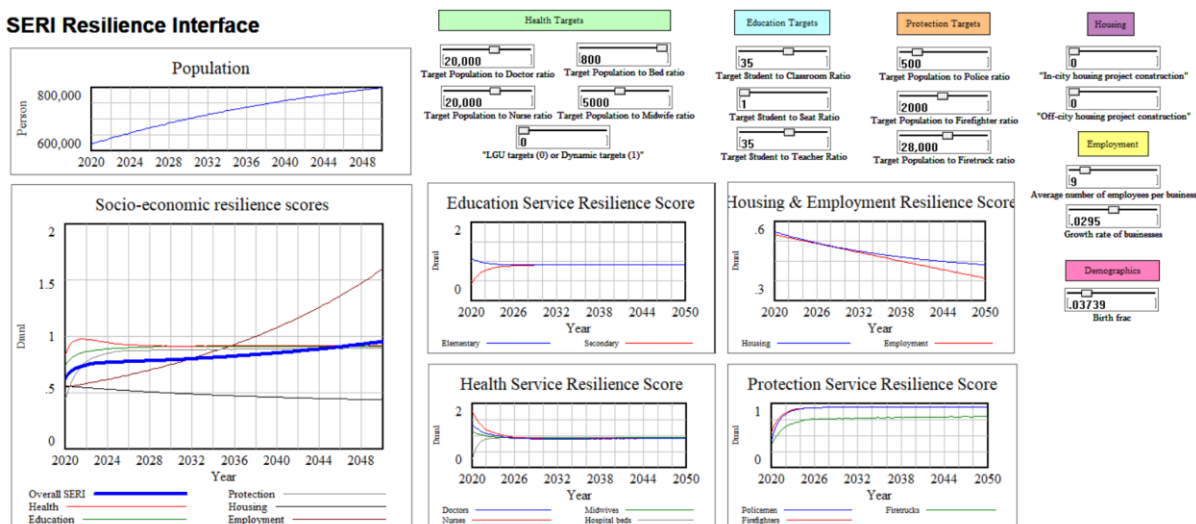 SERI Resilience Interface
Population
Person
800,000
600,000
2020 2026 2032 2038 2044 2050
Socio-economic resilience scores
Dmnl
2
1.5
1
.5
0
2020 2024 2028 2032 2036 2040 2044 2048
Year
Overall SERI
Health
Education
Protection
Housing
Employment
Health Targets
20,000
Target Population to Doctor ratio
800
Target Population to Bed ratio
20,000
Target Population to Nurse ratio
5000
Target Population to Midwife ratio
0
"LGU targets (0) or Dynamic targets (1)"
Education Targets
35
Target Student to Classroom Ratio
1
Target Student to Seat Ratio
35
Target Student to Teacher Ratio
Protection Targets
500
Target Population to Police ratio
2000
Target Population to Firefighter ratio
28,000
Target Population to Firetruck ratio
Housing
0
"In-city housing project construction"
0
"Off-city housing project construction"
Employment
9
Average number of employees per business
.0295
Growth rate of businesses
Demographics
.03739
Birth frac
Education Service Resilience Score
Dmnl
2
0
2020 2026 2032 2038 2044 2050
Year
Elementary
Secondary
Housing & Employment Resilience Score
Dmnl
.6
.3
2020 2026 2032 2038 2044 2050
Year
Housing
Employment
Health Service Resilience Score
Dmnl
2
0
2020 2026 2032 2038 2044 2050
Year
Doctors
Nurses
Midwives
Hospital beds
Protection Service Resilience Score
Dmnl
1
0
2020 2026 2032 2038 2044 2050
Year
Policemen
Firefighters
Firetrucks